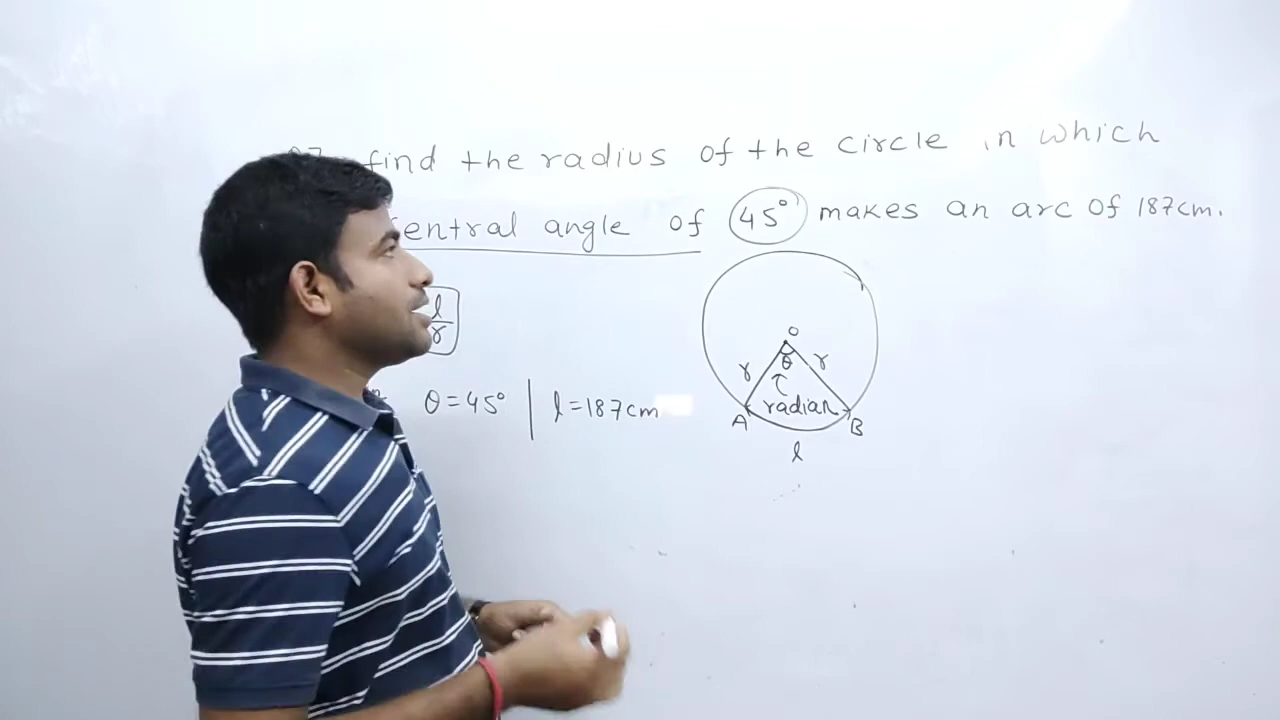 find the radius of the circle in which
entral angle of 45° makes an arc of 187cm.
l
r
θ=45° | l=187cm
O
θ
r
r
radian
A
B
l